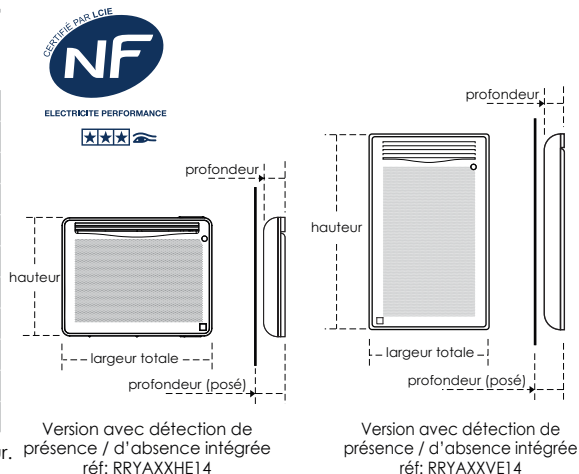 CERTIFIÉ PAR LCIE
NF
ELECTRICITE PERFORMANCE
profondeur
hauteur
largeur totale
profondeur (posé)
Version avec détection de
présence / d'absence intégrée
réf: RRYAXXHE14
profondeur
hauteur
largeur totale
profondeur (posé)
Version avec détection de
présence / d'absence intégrée
réf: RRYAXXVE14